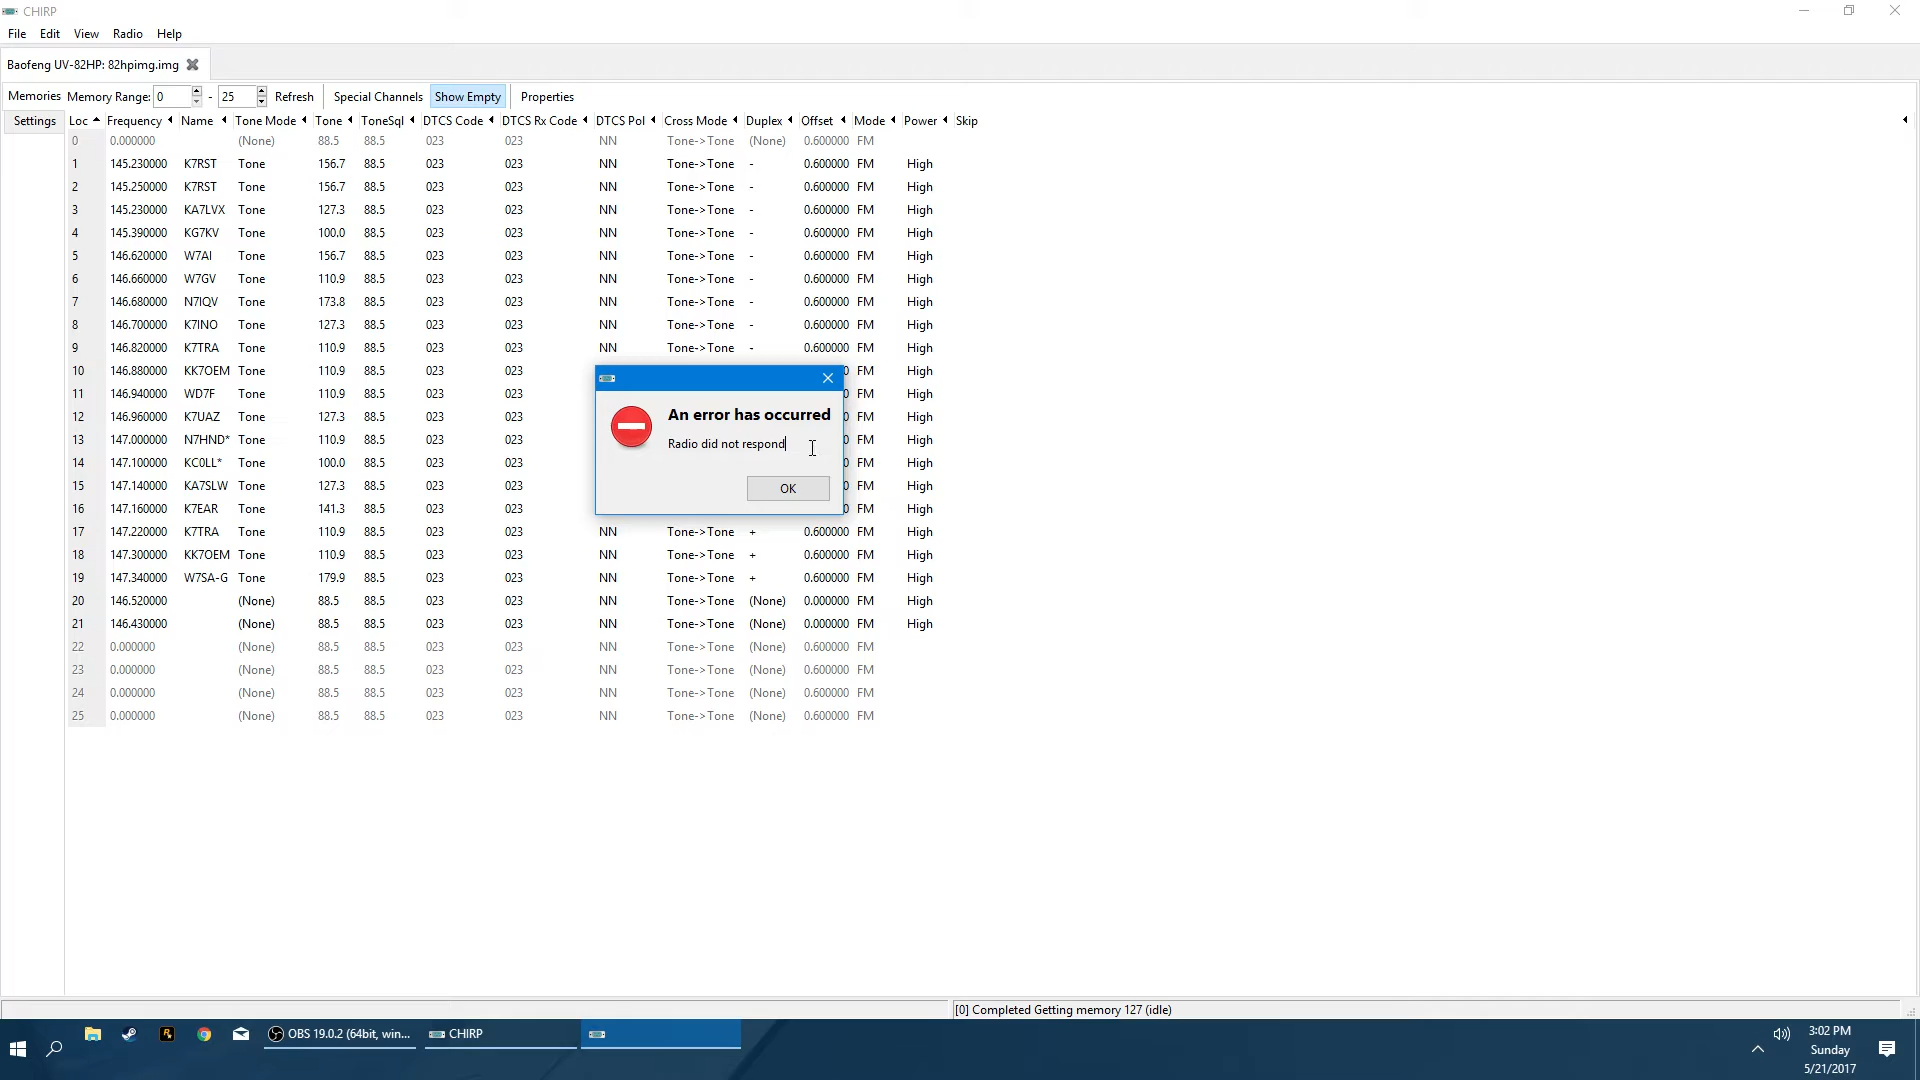 CHIRP
File Edit View Radio Help
Baofeng UV-82HP: 82hpimg.img
Memories Memory Range: 0 - 25 Refresh Special Channels Show Empty Properties
Settings Loc Frequency Name Tone Mode Tone ToneSql DTCS Code DTCS Rx Code DTCS Pol Cross Mode Duplex Offset Mode Power Skip
0 0.000000 (None) 88.5 88.5 023 023 NN Tone->Tone (None) 0.600000 FM
1 145.230000 K7RST Tone 156.7 88.5 023 023 NN Tone->Tone - 0.600000 FM High
2 145.250000 K7RST Tone 156.7 88.5 023 023 NN Tone->Tone - 0.600000 FM High
3 145.230000 KA7LVX Tone 127.3 88.5 023 023 NN Tone->Tone - 0.600000 FM High
4 145.390000 KG7KV Tone 100.0 88.5 023 023 NN Tone->Tone - 0.600000 FM High
5 146.620000 W7AI Tone 156.7 88.5 023 023 NN Tone->Tone - 0.600000 FM High
6 146.660000 W7GV Tone 110.9 88.5 023 023 NN Tone->Tone - 0.600000 FM High
7 146.680000 N7IQV Tone 173.8 88.5 023 023 NN Tone->Tone - 0.600000 FM High
8 146.700000 K7INO Tone 127.3 88.5 023 023 NN Tone->Tone - 0.600000 FM High
9 146.820000 K7TRA Tone 110.9 88.5 023 023 NN Tone->Tone - 0.600000 FM High
10 146.880000 KK7OEM Tone 110.9 88.5 023 023 0 FM High
11 146.940000 WD7F Tone 110.9 88.5 023 023 0 FM High
12 146.960000 K7UAZ Tone 127.3 88.5 023 023 0 FM High
13 147.000000 N7HND* Tone 110.9 88.5 023 023 0 FM High
14 147.100000 KC0LL* Tone 100.0 88.5 023 023 0 FM High
15 147.140000 KA7SLW Tone 127.3 88.5 023 023 0 FM High
16 147.160000 K7EAR Tone 141.3 88.5 023 023 0 FM High
An error has occurred
Radio did not respond
OK
17 147.220000 K7TRA Tone 110.9 88.5 023 023 NN Tone->Tone + 0.600000 FM High
18 147.300000 KK7OEM Tone 110.9 88.5 023 023 NN Tone->Tone + 0.600000 FM High
19 147.340000 W7SA-G Tone 179.9 88.5 023 023 NN Tone->Tone + 0.600000 FM High
20 146.520000 (None) 88.5 88.5 023 023 NN Tone->Tone (None) 0.000000 FM High
21 146.430000 (None) 88.5 88.5 023 023 NN Tone->Tone (None) 0.000000 FM High
22 0.000000 (None) 88.5 88.5 023 023 NN Tone->Tone (None) 0.600000 FM
23 0.000000 (None) 88.5 88.5 023 023 NN Tone->Tone (None) 0.600000 FM
24 0.000000 (None) 88.5 88.5 023 023 NN Tone->Tone (None) 0.600000 FM
25 0.000000 (None) 88.5 88.5 023 023 NN Tone->Tone (None) 0.600000 FM
[0] Completed Getting memory 127 (idle)
OBS 19.0.2 (64bit, win... CHIRP
3:02 PM
Sunday
5/21/2017